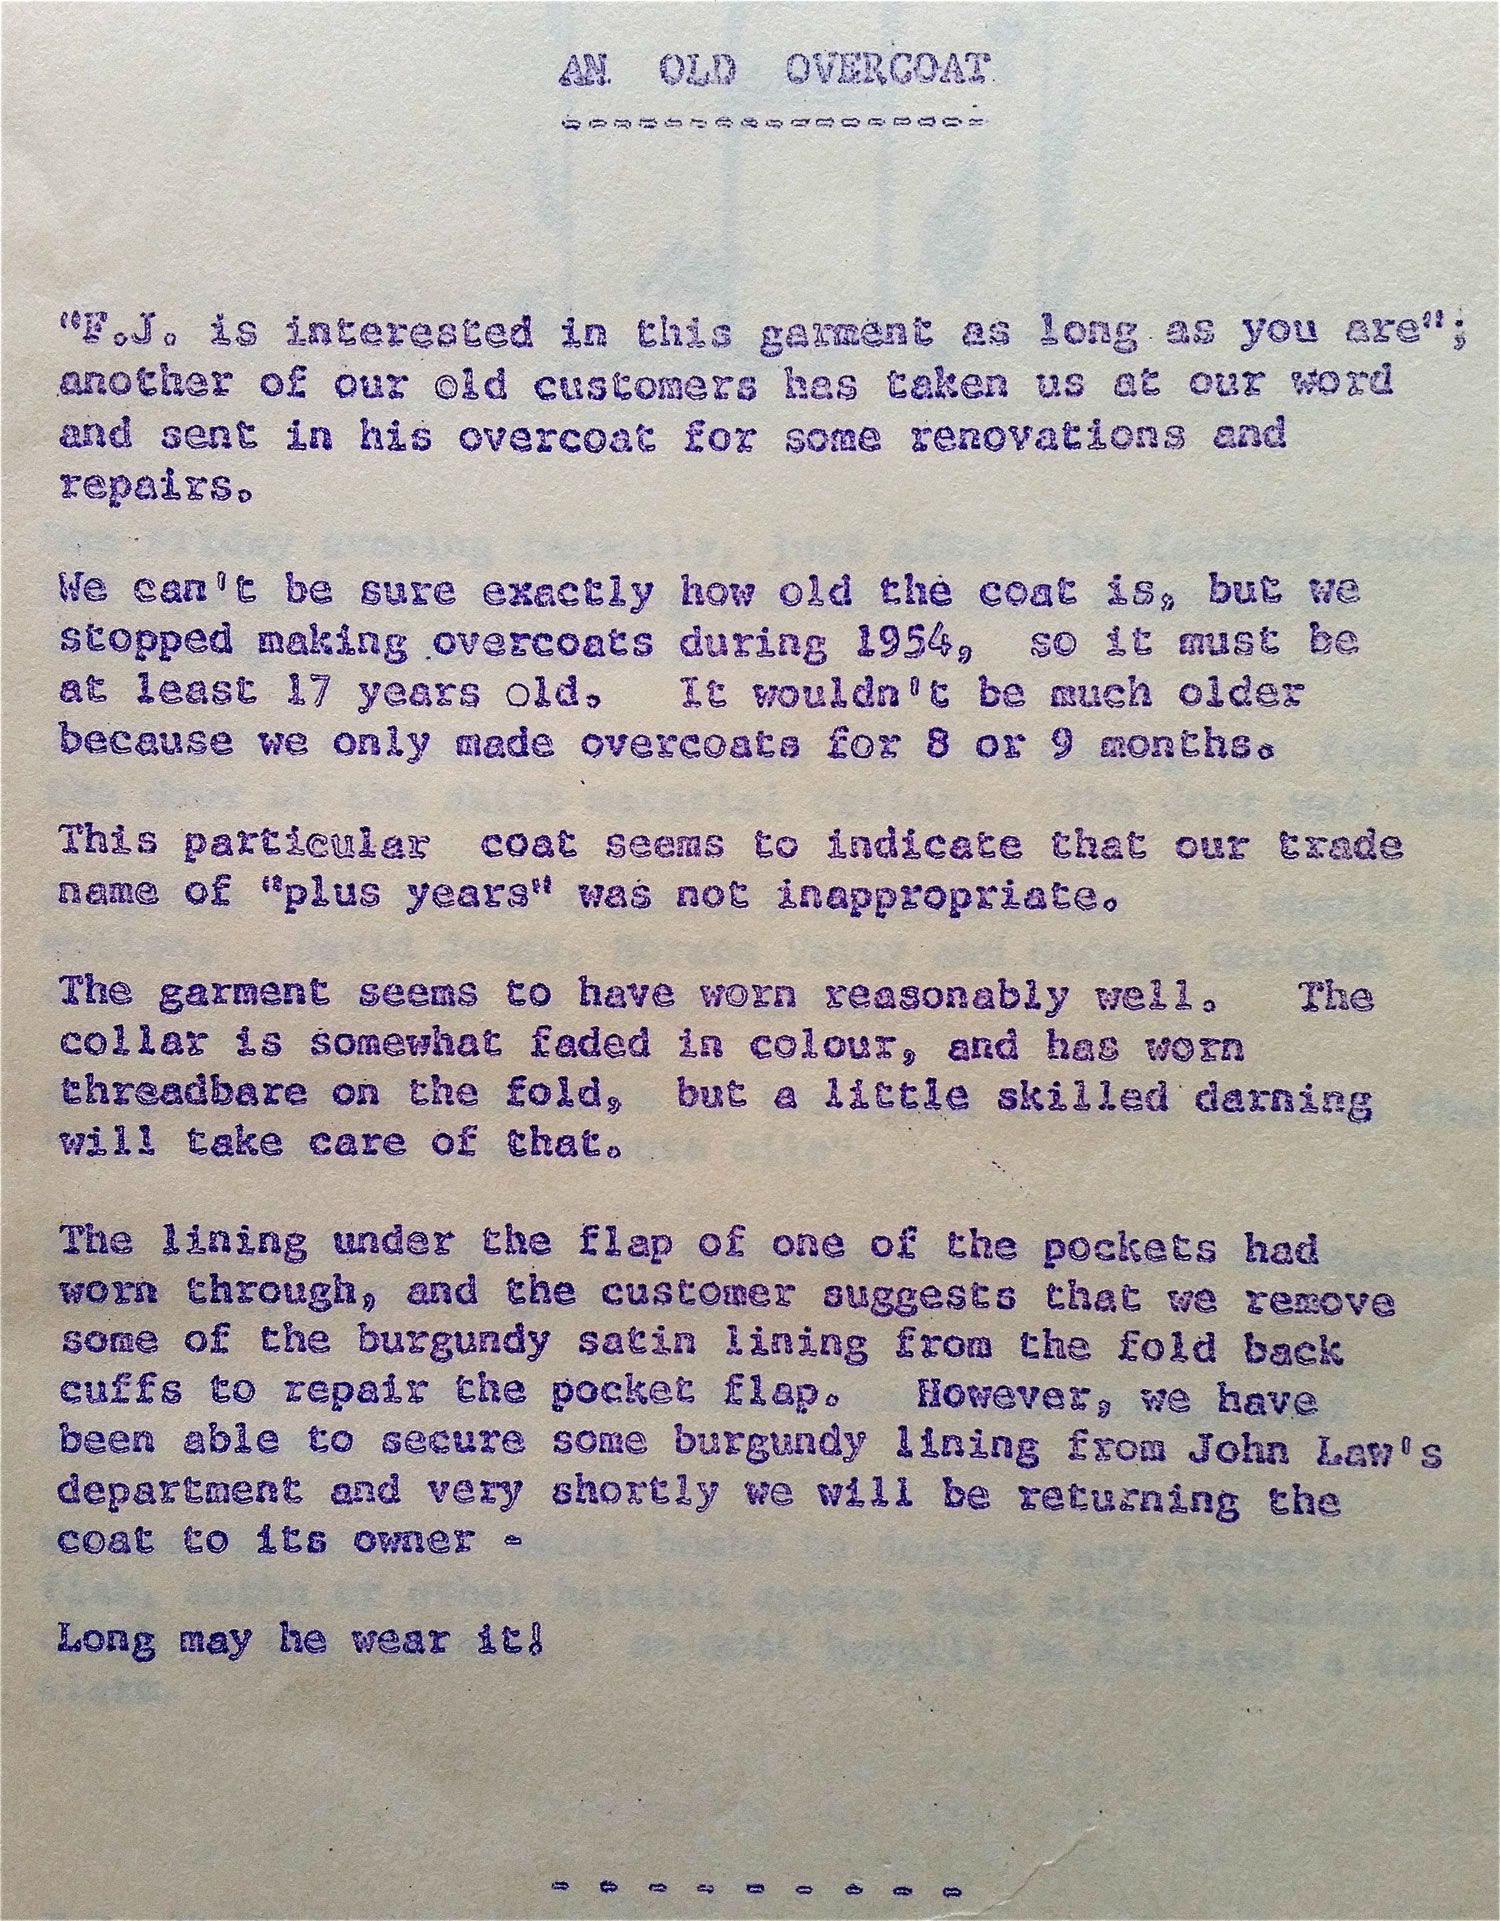 AN OLD OVERCOAT
-----------------
"F.J. is interested in this garment as long as you are";
another of our old customers has taken us at our word
and sent in his overcoat for some renovations and
repairs.
We can't be sure exactly how old the coat is, but we
stopped making overcoats during 1954, so it must be
at least 17 years old. It wouldn't be much older
because we only made overcoats for 8 or 9 months.
This particular coat seems to indicate that our trade
name of "plus years" was not inappropriate.
The garment seems to have worn reasonably well. The
collar is somewhat faded in colour, and has worn
threadbare on the fold, but a little skilled darning
will take care of that.
The lining under the flap of one of the pockets had
worn through, and the customer suggests that we remove
some of the burgundy satin lining from the fold back
cuffs to repair the pocket flap. However, we have
been able to secure some burgundy lining from John Law's
department and very shortly we will be returning the
coat to its owner -
Long may he wear it!
- - - - - - - - -